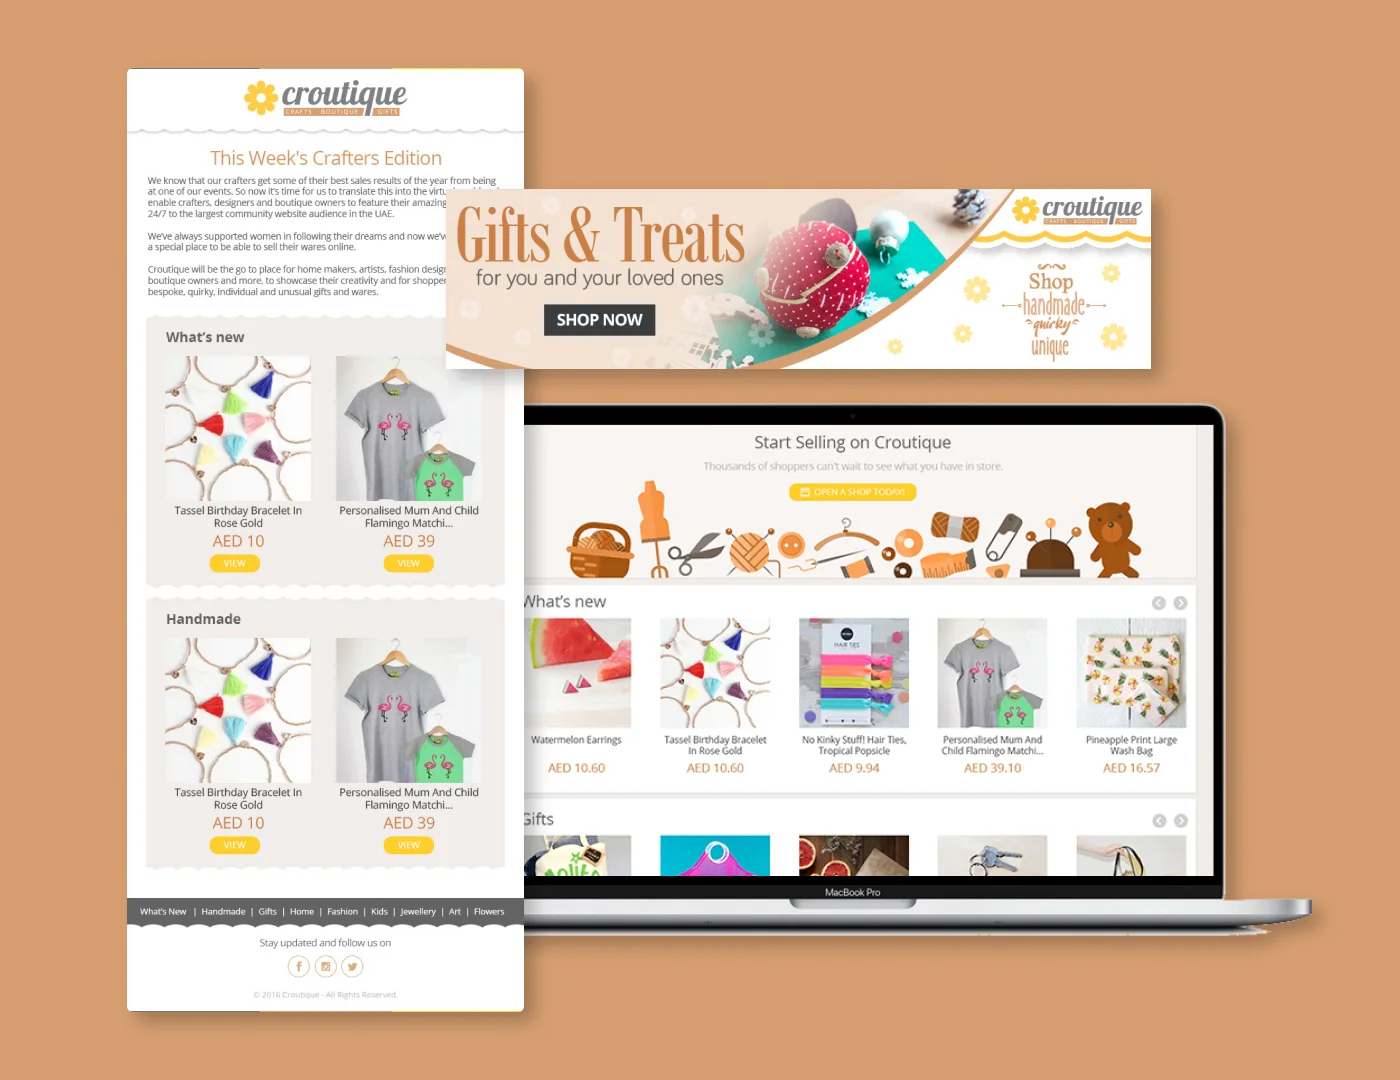 croutique
CRAFTS BOUTIQUE GIFTS
This Week's Crafters Edition
We know that our crafters get some of their best sales results of the year from being
at one of our events. So now it's time for us to translate this into the
enable crafters, designers and boutique owners to feature their amazing
24/7 to the largest community website audience in the UAE.
We've always supported women in following their dreams and now
a special place to be able to sell their wares online.
Croutique will be the go to place for home makers, artists, fashion
boutique owners and more, to showcase their creativity and for
bespoke, quirky, individual and unusual gifts and wares.
What's new
Tassel Birthday Bracelet In
Rose Gold
AED 10
VIEW
Personalised Mum And Child
Flamingo Matchi...
AED 39
VIEW
Handmade
Tassel Birthday Bracelet In
Rose Gold
AED 10
VIEW
Personalised Mum And Child
Flamingo Matchi...
AED 39
VIEW
What's New | Handmade | Gifts | Home | Fashion | Kids | Jewellery | Art | Flowers
Stay updated and follow us on
© 2016 Croutique - All Rights Reserved.
Gifts & Treats
for you and your loved ones
SHOP NOW
croutique
CRAFTS BOUTIQUE GIFTS
Shop
handmade
quirky
unique
Start Selling on Croutique
Thousands of shoppers can't wait to see what you have in store.
OPEN A SHOP TODAY!
What's new
HAIR TIES
Watermelon Earrings
AED 10.60
Tassel Birthday Bracelet
In Rose Gold
AED 10.60
No Kinky Stuff! Hair Ties,
Tropical Popsicle
AED 9.94
Personalised Mum And
Child Flamingo Matchi...
AED 39.10
Pineapple Print Large
Wash Bag
AED 16.57
Gifts
MacBook Pro